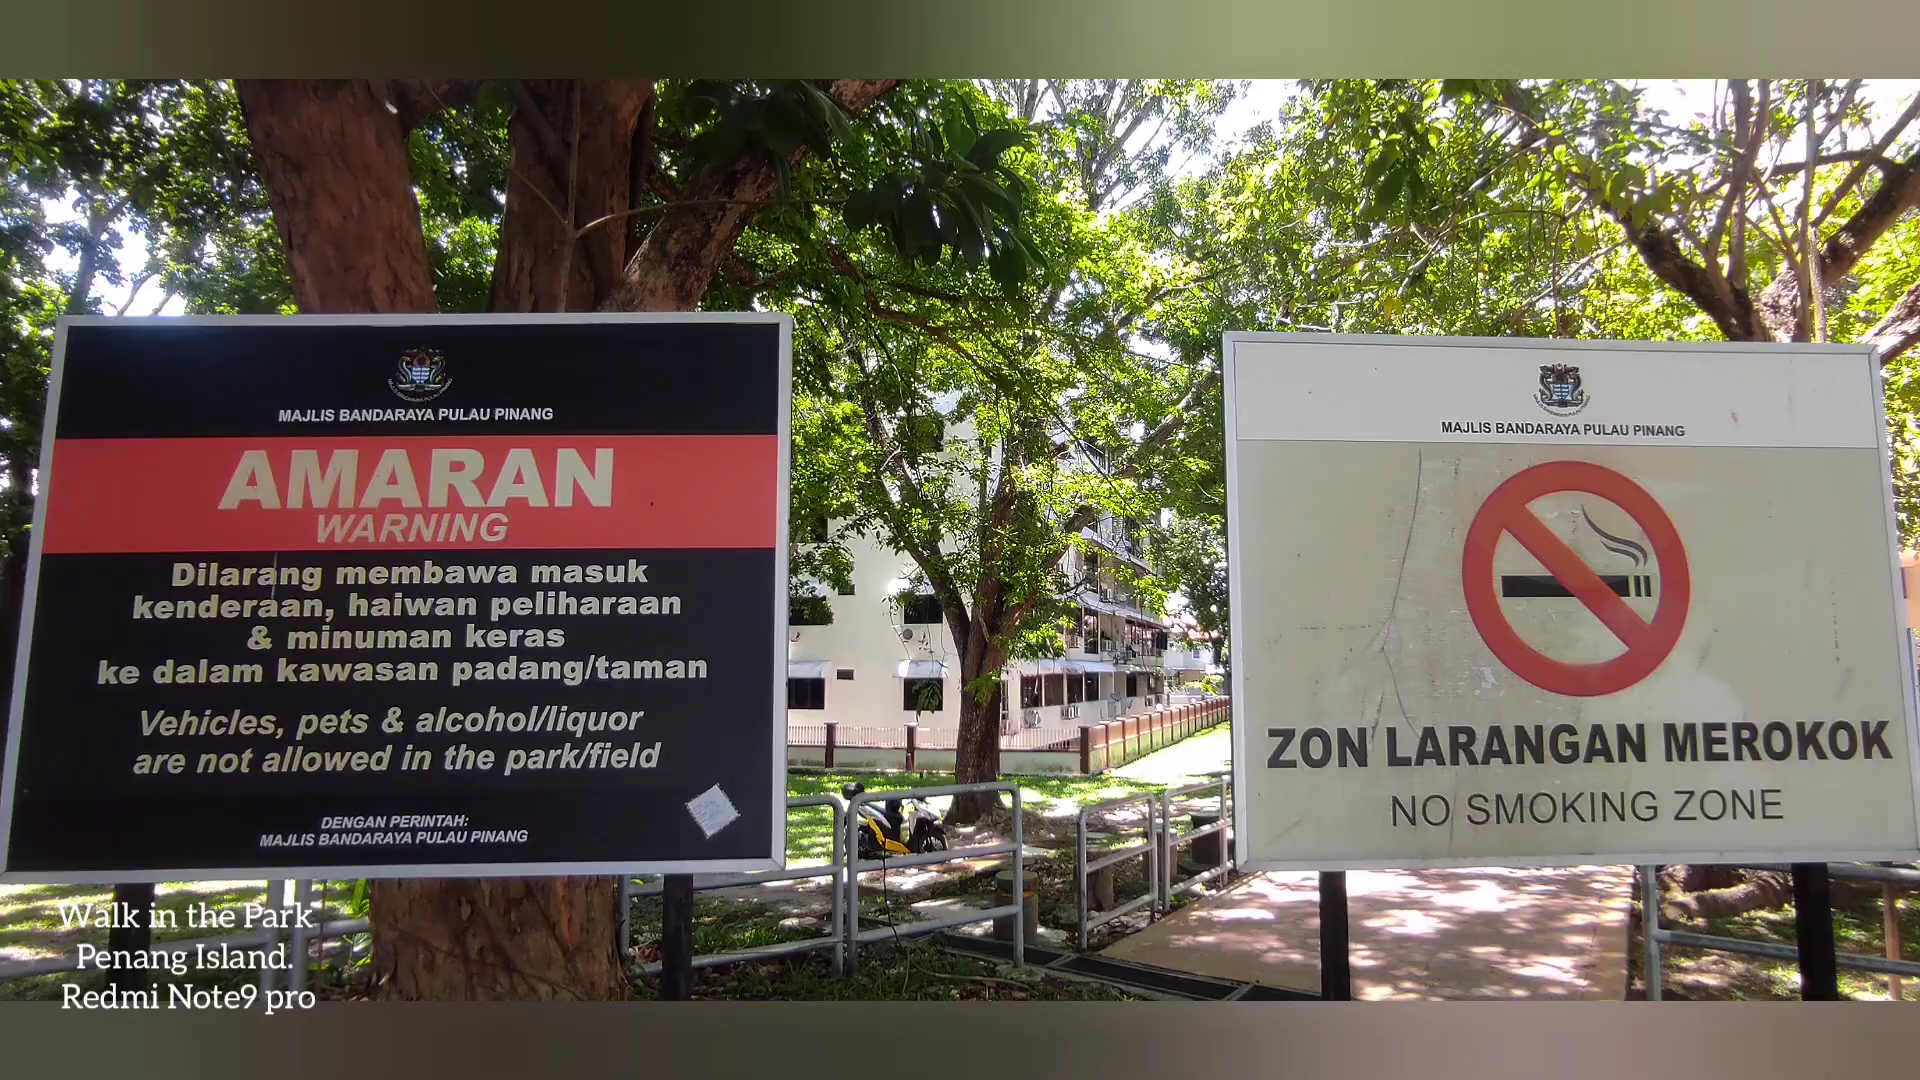 MAJLIS BANDARAYA PULAU PINANG
AMARAN
WARNING
Dilarang membawa masuk
kenderaan, haiwan peliharaan
& minuman keras
ke dalam kawasan padang/taman
Vehicles, pets & alcohol/liquor
are not allowed in the park/field
DENGAN PERINTAH:
MAJLIS BANDARAYA PULAU PINANG
MAJLIS BANDARAYA PULAU PINANG
ZON LARANGAN MEROKOK
NO SMOKING ZONE
Walk in the Park
Penang Island.
Redmi Note9 pro